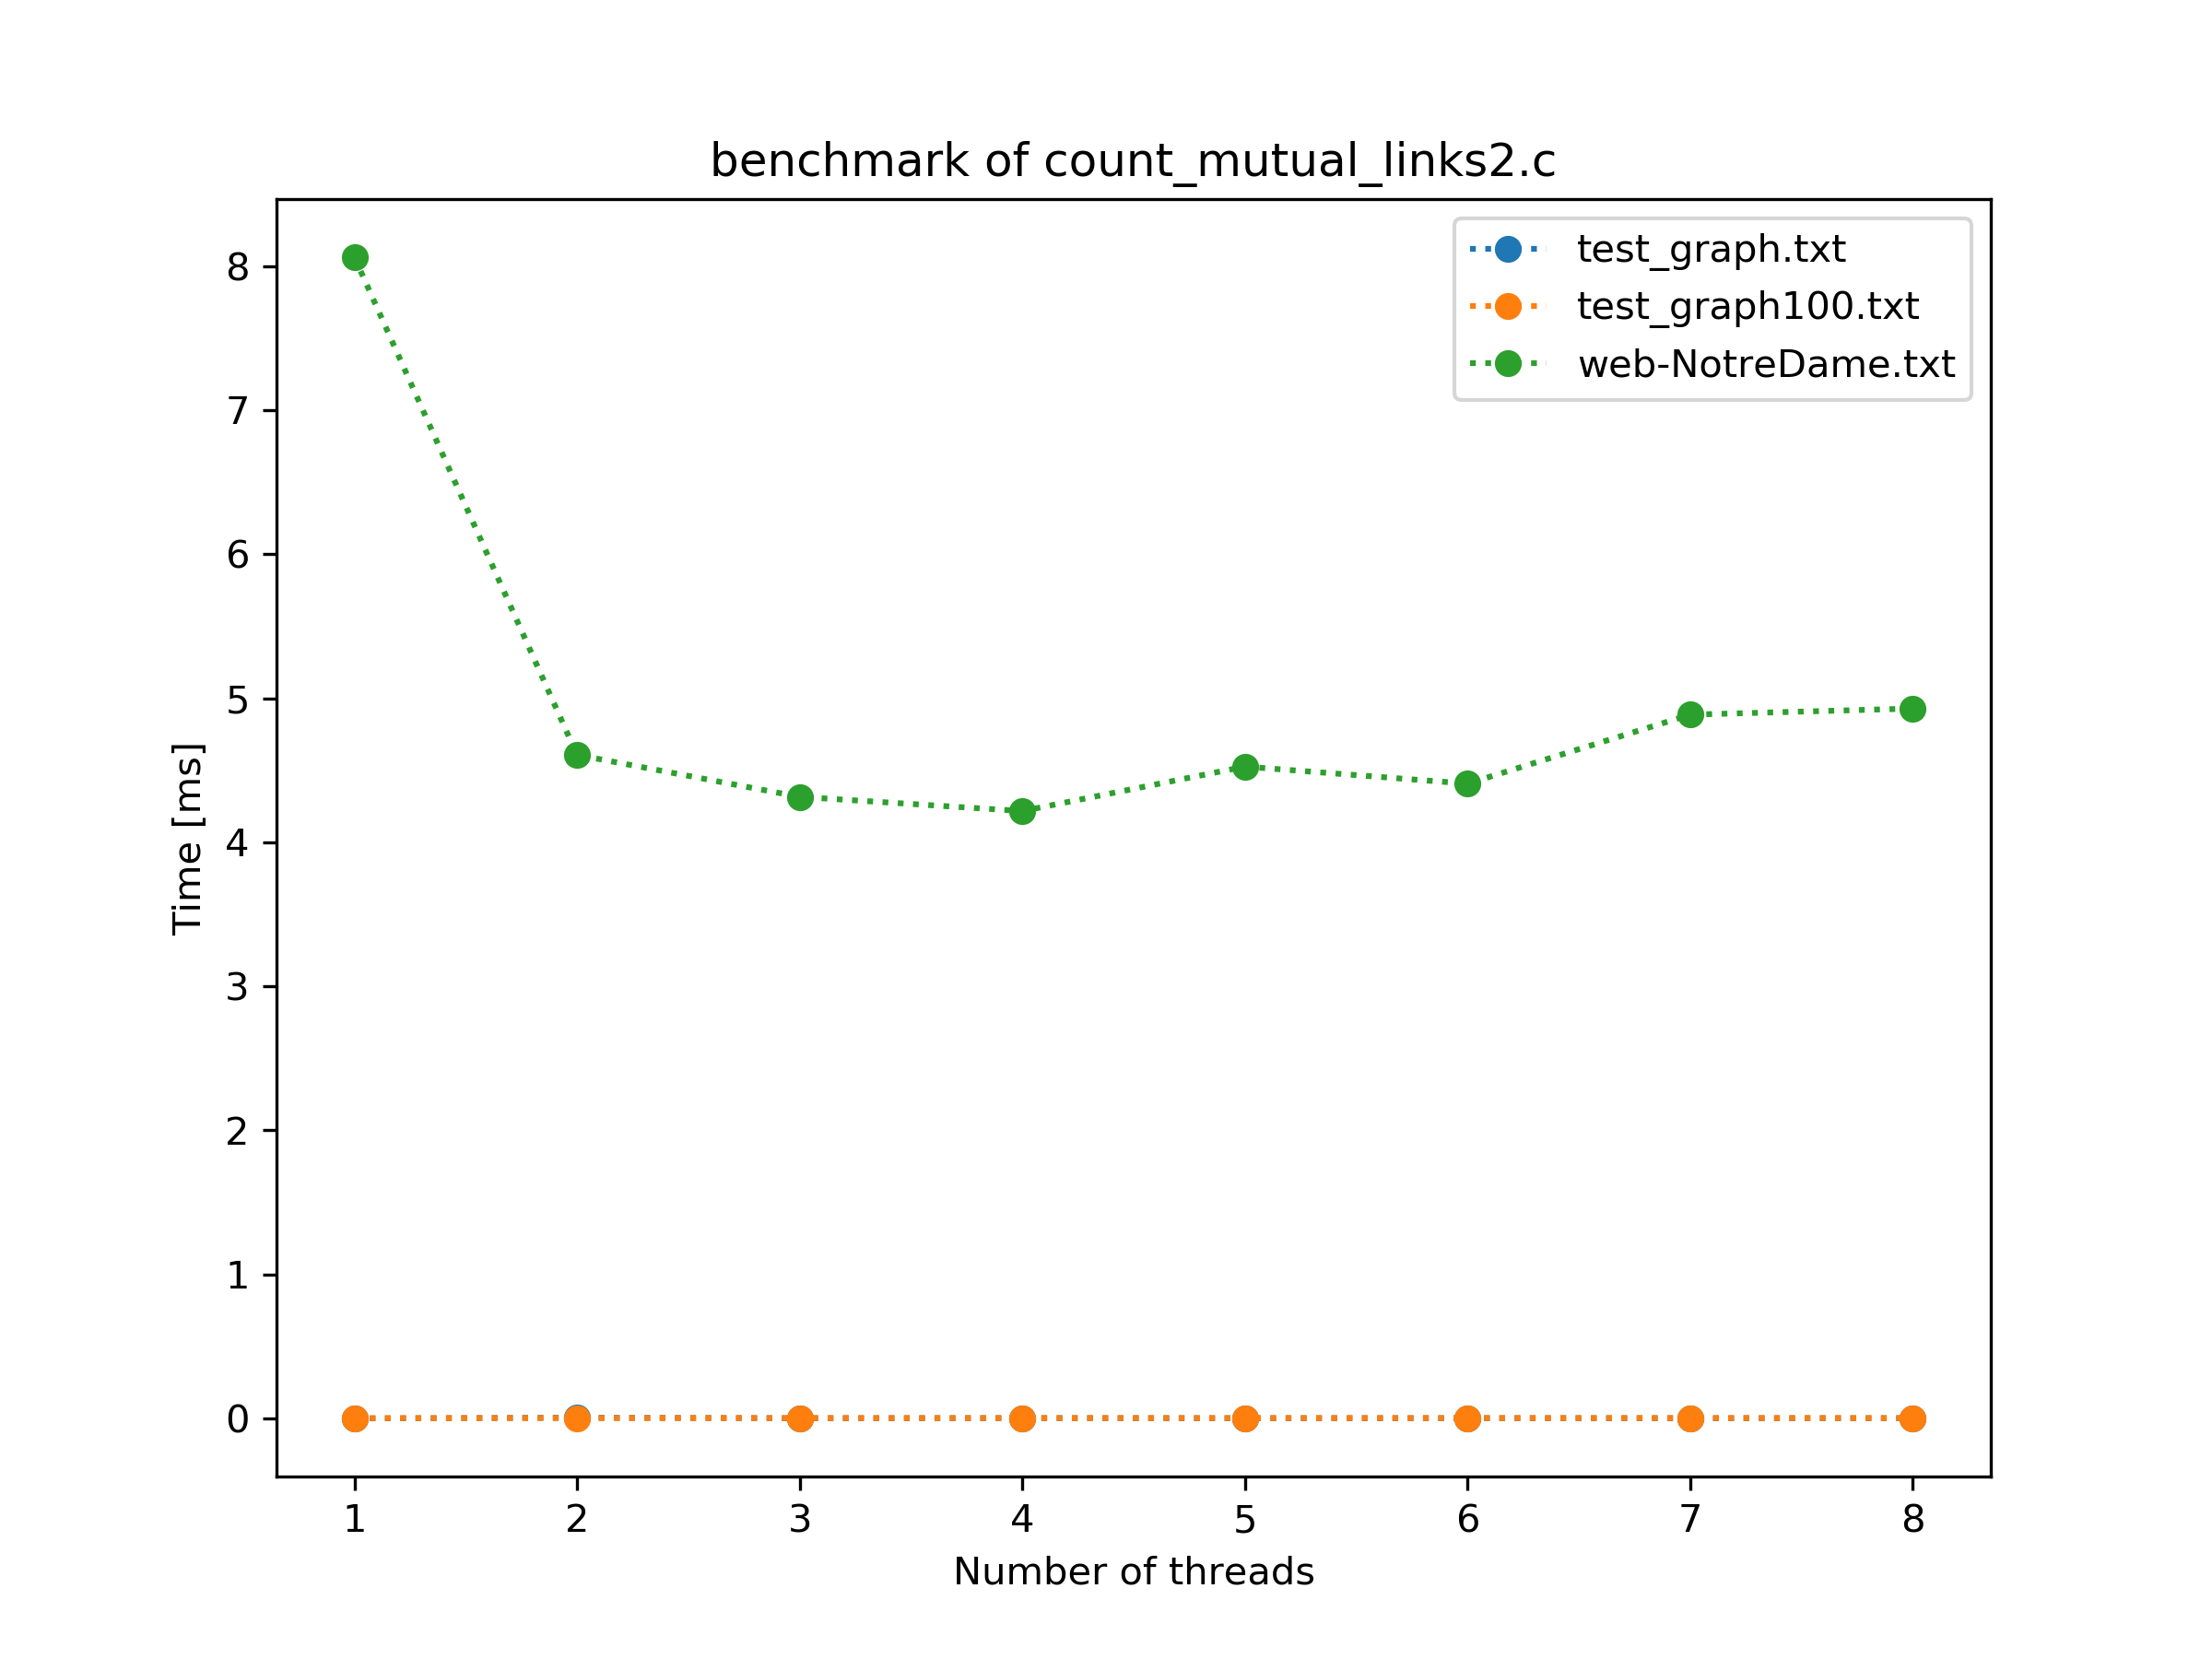 benchmark of count_mutual_links2.c
test_graph.txt
test_graph100.txt
web-NotreDame.txt
8
7
6
5
4
3
2
1
0
Time [ms]
1 2 3 4 5 6 7 8
Number of threads